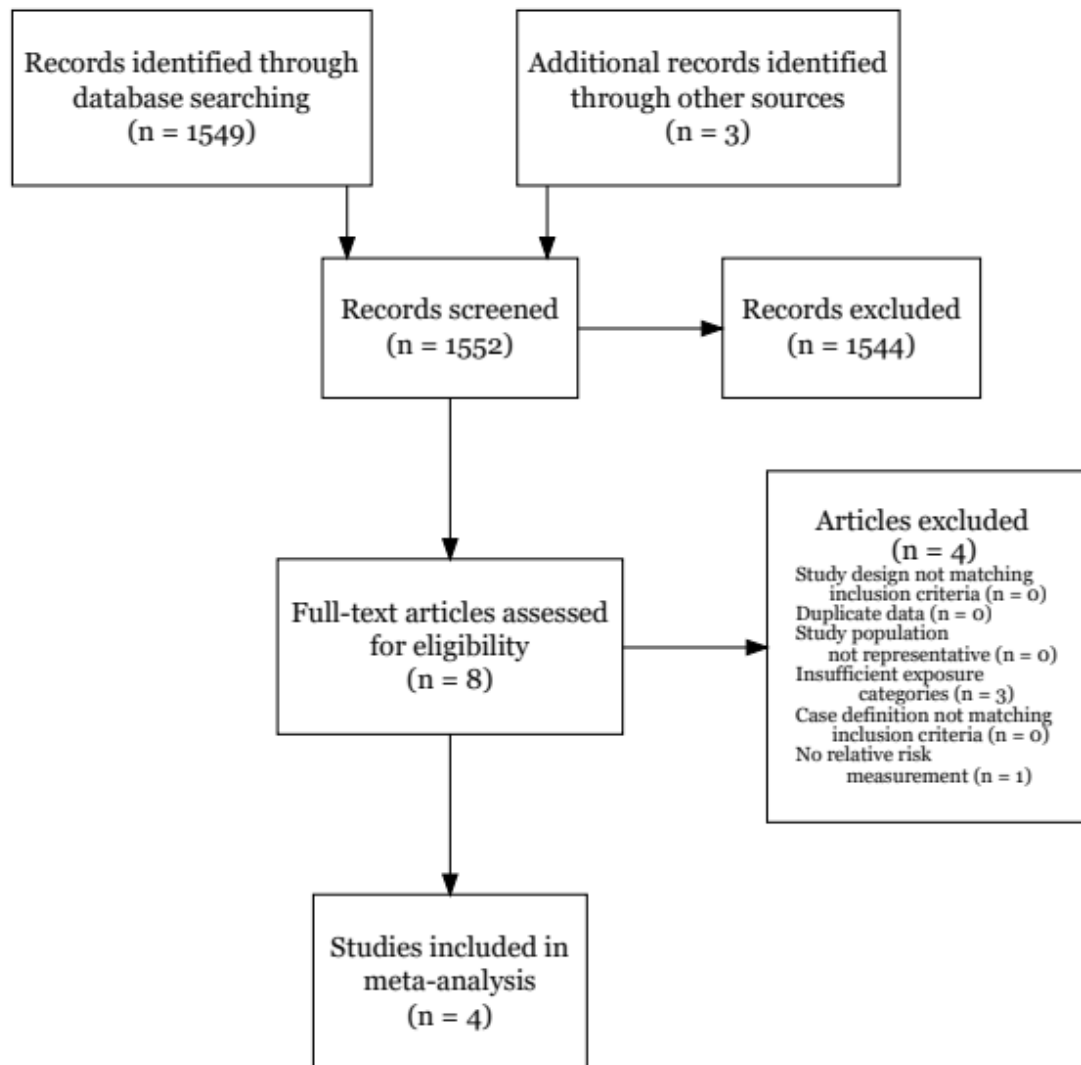 Records identified through
database searching
(n = 1549)
Additional records identified
through other sources
(n = 3)
Records screened
(n = 1552)
Records excluded
(n = 1544)
Full-text articles assessed
for eligibility
(n = 8)
Articles excluded
(n = 4)
Study design not matching
inclusion criteria (n = 0)
Duplicate data (n = 0)
Study population
not representative (n = 0)
Insufficient exposure
categories (n = 3)
Case definition not matching
inclusion criteria (n = 0)
No relative risk
measurement (n = 1)
Studies included in
meta-analysis
(n = 4)